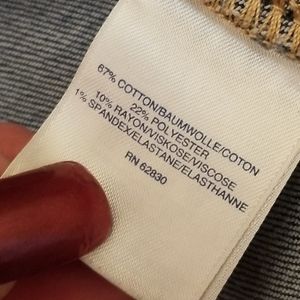 67% COTTON/BAUMWOLLE/COTON
22% POLYESTER
10% RAYON/VISKOSE/VISCOSE
1% SPANDEX/ELASTANE/ELASTHANNE
RN 62830